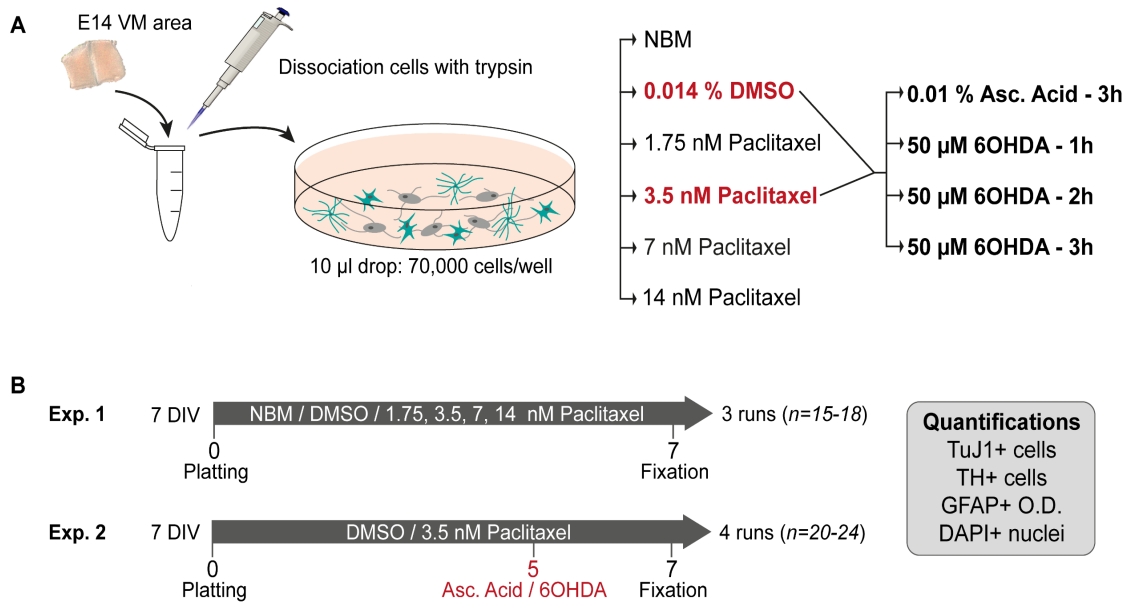 A
E14 VM area
Dissociation cells with trypsin
10 µl drop: 70,000 cells/well
NBM
0.014 % DMSO
1.75 nM Paclitaxel
3.5 nM Paclitaxel
7 nM Paclitaxel
14 nM Paclitaxel
0.01 % Asc. Acid - 3h
50 µM 6OHDA - 1h
50 µM 6OHDA - 2h
50 µM 6OHDA - 3h
B
Exp. 1
7 DIV
NBM / DMSO / 1.75, 3.5, 7, 14 nM Paclitaxel
3 runs (n=15-18)
0
7
Platting
Fixation
Exp. 2
7 DIV
DMSO / 3.5 nM Paclitaxel
4 runs (n=20-24)
0
5
7
Platting
Asc. Acid / 6OHDA
Fixation
Quantifications
TuJ1+ cells
TH+ cells
GFAP+ O.D.
DAPI+ nuclei